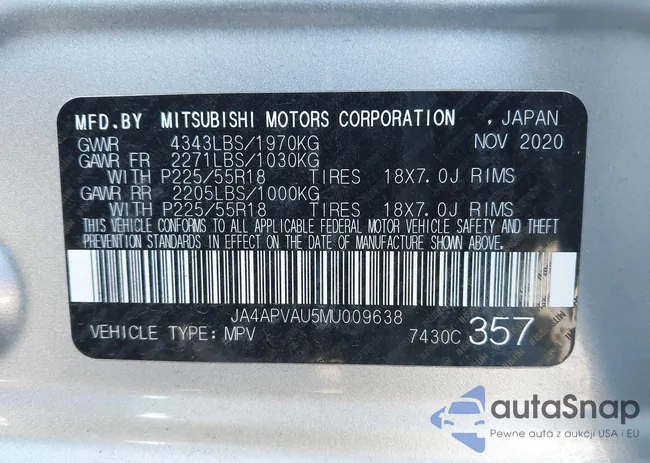 MFD.BY MITSUBISHI MOTORS CORPORATION , JAPAN
GVWR 4343LBS/1970KG NOV 2020
GAWR FR 2271LBS/1030KG
WITH P225/55R18 TIRES 18X7.0J RIMS
GAWR RR 2205LBS/1000KG
WITH P225/55R18 TIRES 18X7.0J RIMS
THIS VEHICLE CONFORMS TO ALL APPLICABLE FEDERAL MOTOR VEHICLE SAFETY AND THEFT
PREVENTION STANDARDS IN EFFECT ON THE DATE OF MANUFACTURE SHOWN ABOVE.
JA4APVAU5MU009638
VEHICLE TYPE: MPV 7430C 357
autaSnap
Pewne auta z aukcji USA i EU